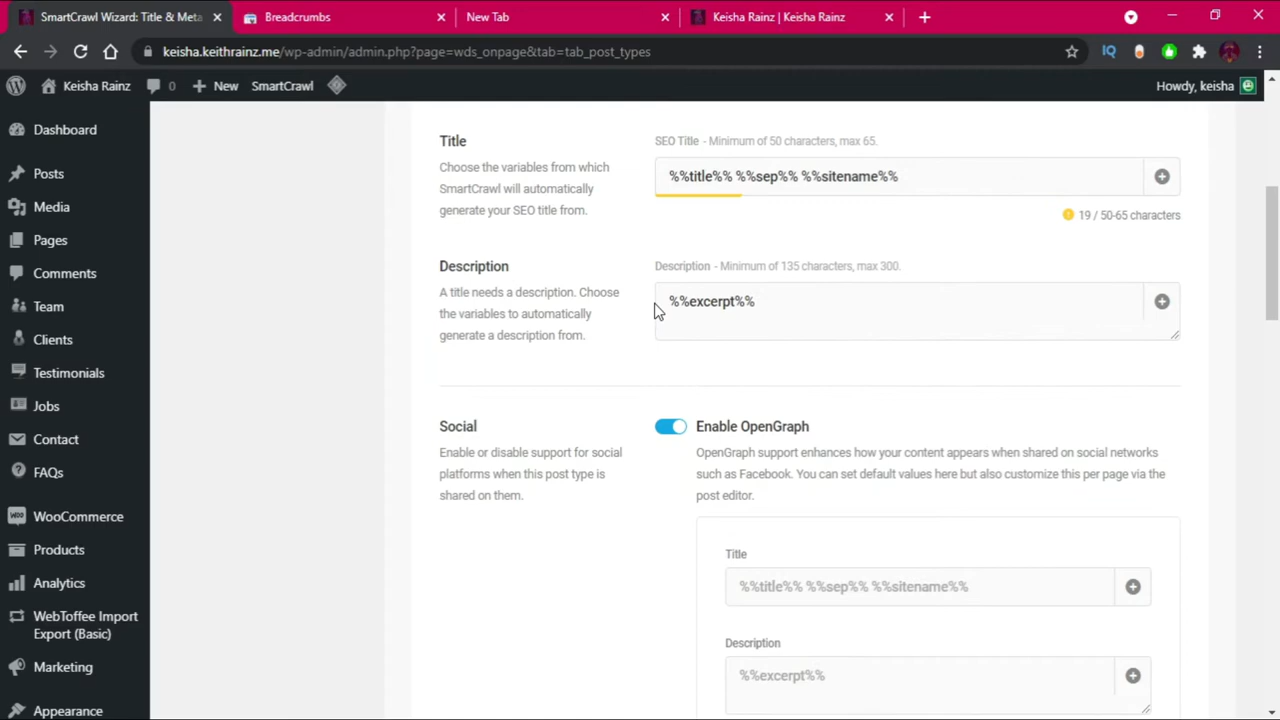 SmartCrawl Wizard: Title & Meta
Breadcrumbs
New Tab
Keisha Rainz | Keisha Rainz
keisha.keithrainz.me/wp-admin/admin.php?page=wds_onpage&tab=tab_post_types
IQ
Keisha Rainz
0
New
SmartCrawl
Howdy, keisha
Dashboard
Posts
Media
Pages
Comments
Team
Clients
Testimonials
Jobs
Contact
FAQs
WooCommerce
Products
Analytics
WebToffee Import
Export (Basic)
Marketing
Appearance
Title
Choose the variables from which
SmartCrawl will automatically
generate your SEO title from.
SEO Title - Minimum of 50 characters, max 65.
%%title%% %%sep%% %%sitename%%
19 / 50-65 characters
Description
A title needs a description. Choose
the variables to automatically
generate a description from.
Description - Minimum of 135 characters, max 300.
%%excerpt%%
Social
Enable or disable support for social
platforms when this post type is
shared on them.
Enable OpenGraph
OpenGraph support enhances how your content appears when shared on social networks
such as Facebook. You can set default values here but also customize this per page via the
post editor.
Title
%%title%% %%sep%% %%sitename%%
Description
%%excerpt%%